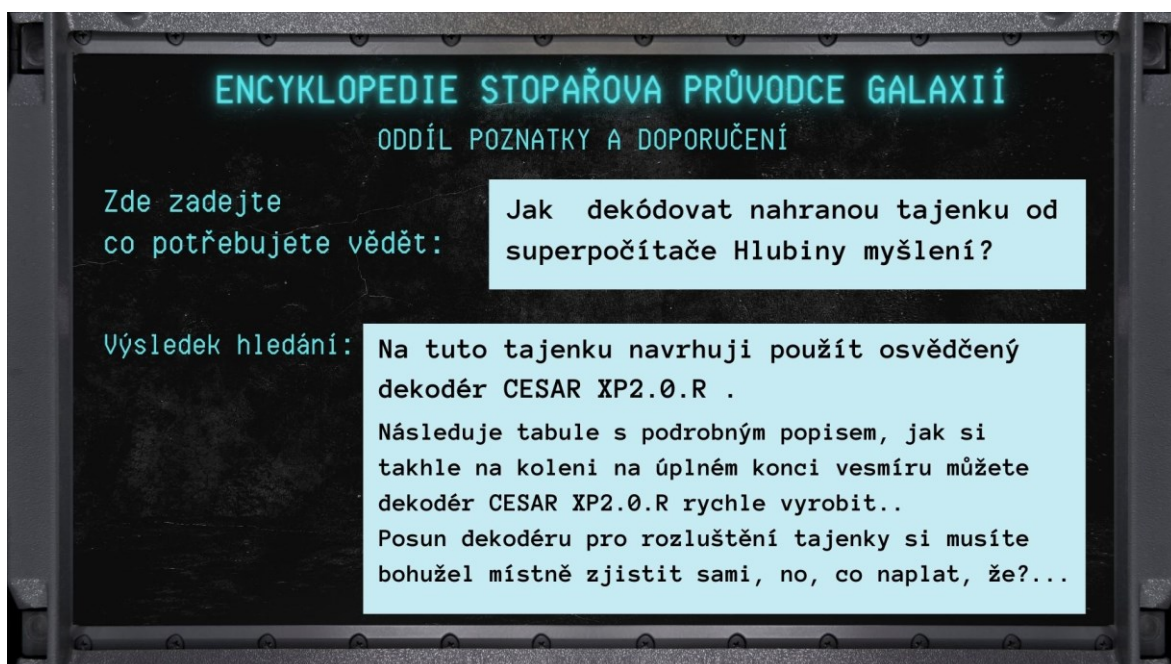 ENCYKLOPEDIE STOPAŘOVA PRŮVODCE GALAXIÍ
ODDÍL POZNATKY A DOPORUČENÍ
Zde zadejte
co potřebujete vědět:
Jak  dekódovat nahranou tajenku od
superpočítače Hlubiny myšlení?
Výsledek hledání:
Na tuto tajenku navrhuji použít osvědčený
dekodér CESAR XP2.0.R .
Následuje tabule s podrobným popisem, jak si
takhle na koleni na úplném konci vesmíru můžete
dekodér CESAR XP2.0.R rychle vyrobit..
Posun dekodéru pro rozluštění tajenky si musíte
bohužel místně zjistit sami, no, co naplat, že?...